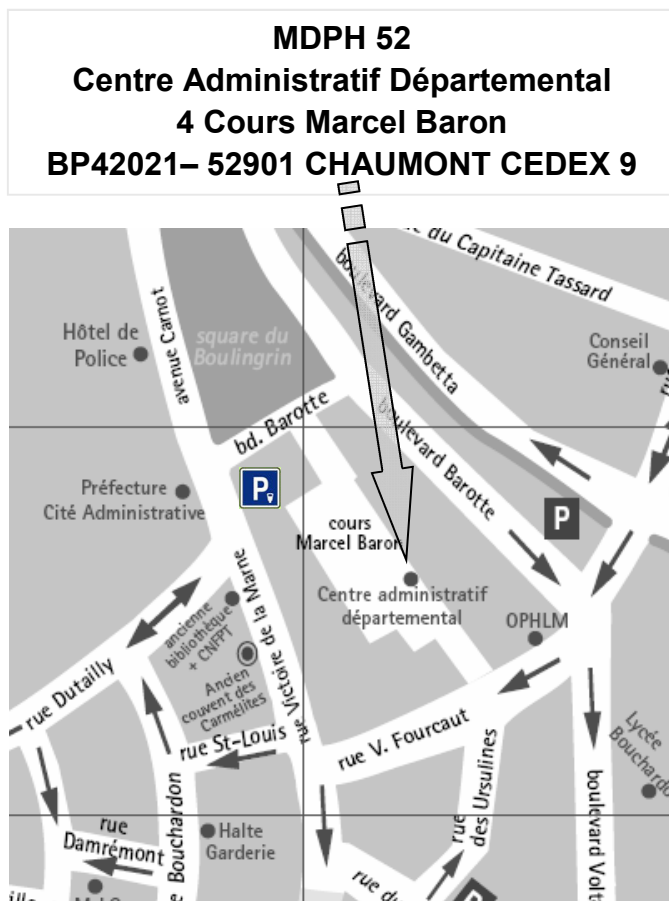 MDPH 52
Centre Administratif Départemental
4 Cours Marcel Baron
BP42021– 52901 CHAUMONT CEDEX 9
du Capitaine Tassard
boulevard Gambetta
avenue Carnot
Hôtel de
Police
square du
Boulingrin
Conseil
Général
bd. Barotte
boulevard Barotte
Préfecture
Cité Administrative
P
P
cours
Marcel Baron
Centre administratif
départemental
OPHLM
ancienne
bibliothèque
+ CNFPT
Ancien
couvent des
Carmélites
rue Victoire de la Marne
rue Dutailly
rue St-Louis
rue V. Fourcaut
rue
des Ursulines
Lycée
Bouchardo
boulevard Volt
Bouchardon
rue
Damrémont
Halte
Garderie
rue du
P